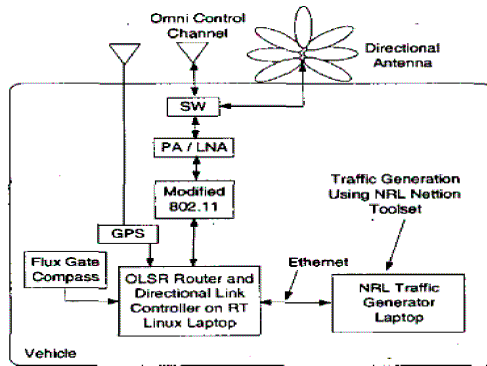 Omni Control
Channel
Directional
Antenna
SW
PA / LNA
Modified
802.11
Traffic Generation
Using NRL Nettion
Toolset
GPS
Flux Gate
Compass
OLSR Router and
Directional Link
Controller on RT
Linux Laptop
Ethernet
NRL Traffic
Generator
Laptop
Vehicle